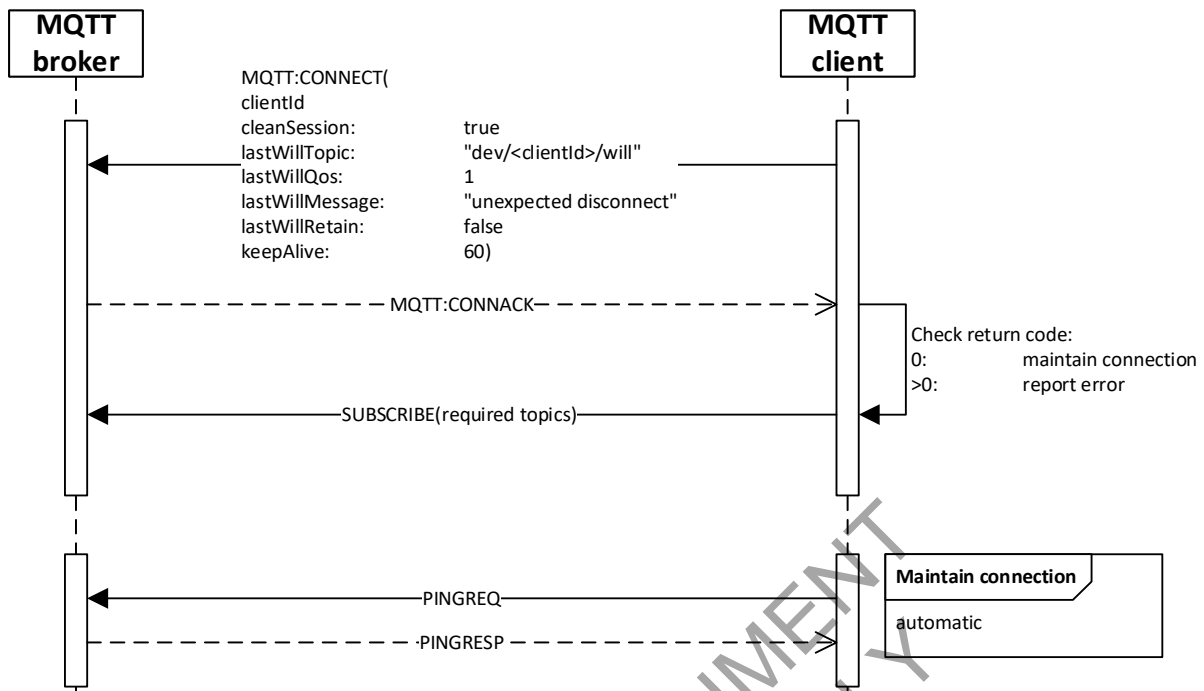 MQTT
broker
MQTT
client
MQTT:CONNECT(
clientId
cleanSession: true
lastWillTopic: "dev/<clientId>/will"
lastWillQos: 1
lastWillMessage: "unexpected disconnect"
lastWillRetain: false
keepAlive: 60)
MQTT:CONNACK
Check return code:
0: maintain connection
>0: report error
SUBSCRIBE(required topics)
Maintain connection
PINGREQ
automatic
PINGRESP